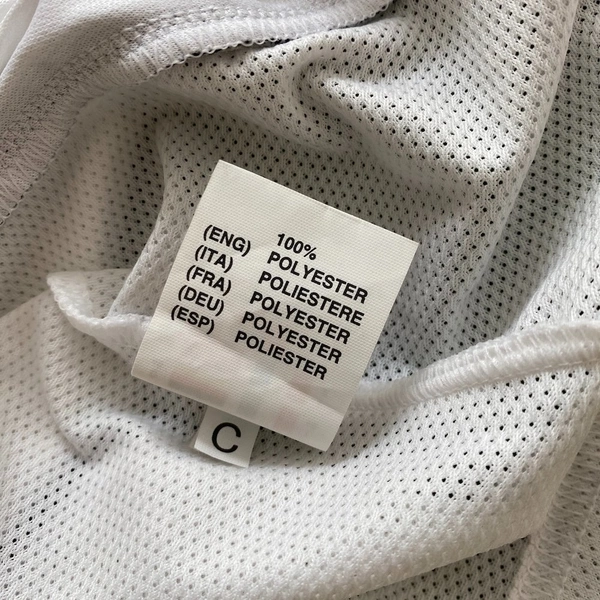 100%
(ENG) POLYESTER
(ITA) POLIESTERE
(FRA) POLYESTER
(DEU) POLYESTER
(ESP) POLIESTER
C